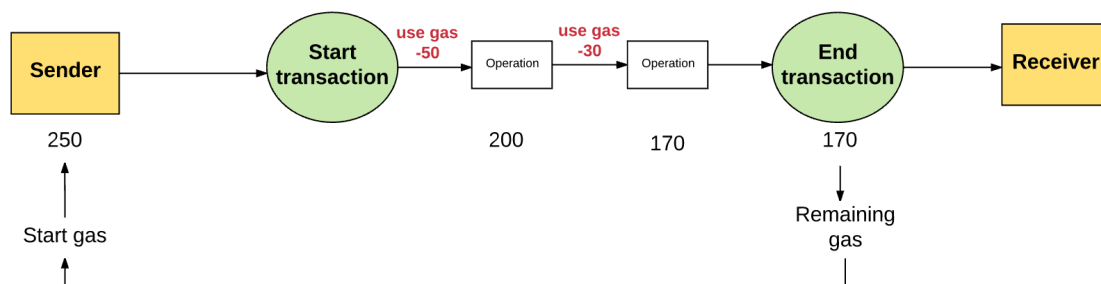 Sender
Start
transaction
use gas
-50
Operation
use gas
-30
Operation
End
transaction
Receiver
250
200
170
170
Start gas
Remaining
gas